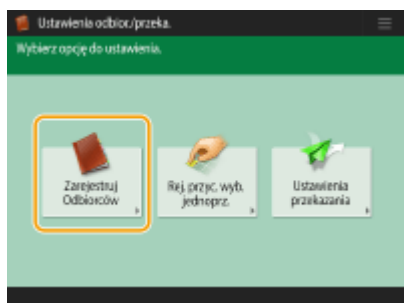 Ustawienia odbior./przeka.
Wybierz opcję do ustawienia.
Zarejestruj
Odbiorców
Rej. przyc. wyb.
jednoprz.
Ustawienia
przekazania